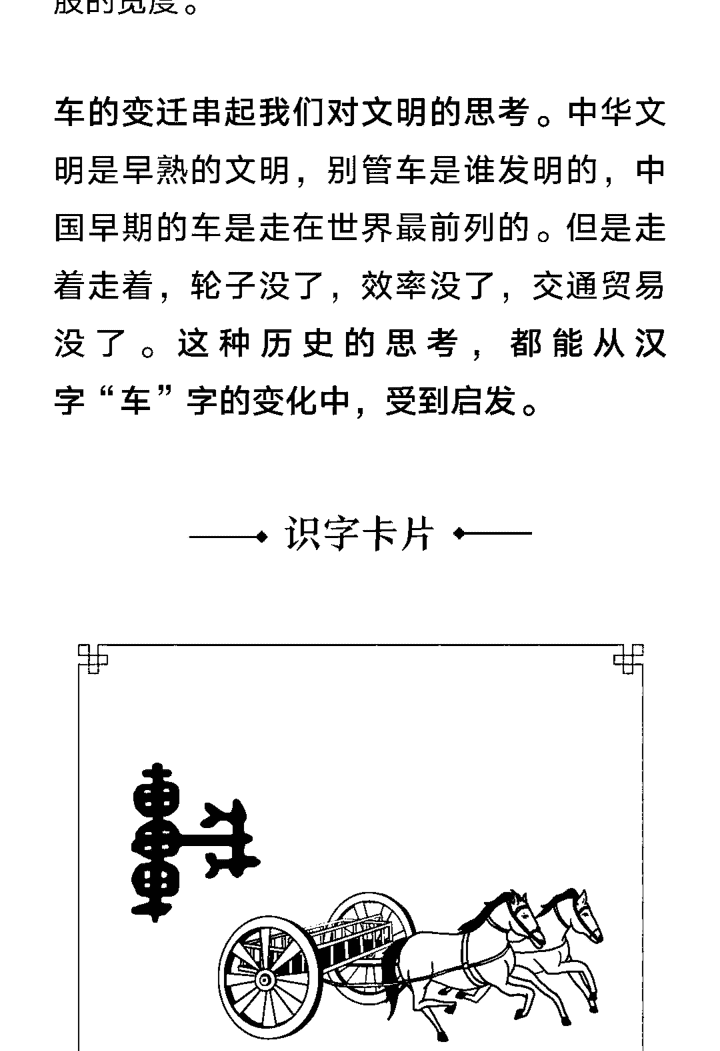 股的宽度。
车的变迁串起我们对文明的思考。中华文
明是早熟的文明，别管车是谁发明的，中
国早期的车是走在世界最前列的。但是走
着走着，轮子没了，效率没了，交通贸易
没了。这种历史的思考，都能从汉
字“车”字的变化中，受到启发。
识字卡片